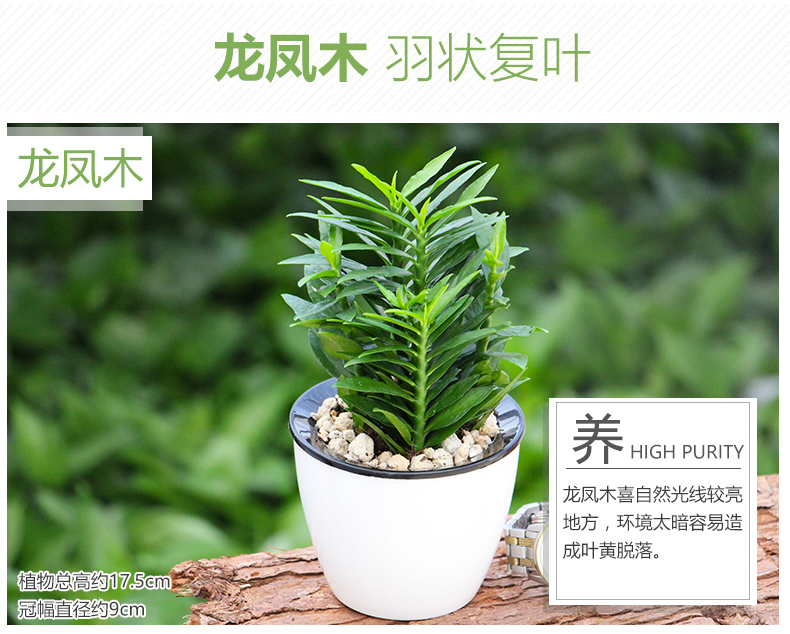 龙凤木 羽状复叶
龙凤木
养 HIGH PURITY
龙凤木喜自然光线较亮
地方，环境太暗容易造
成叶黄脱落。
植物总高约17.5cm
冠幅直径约9cm